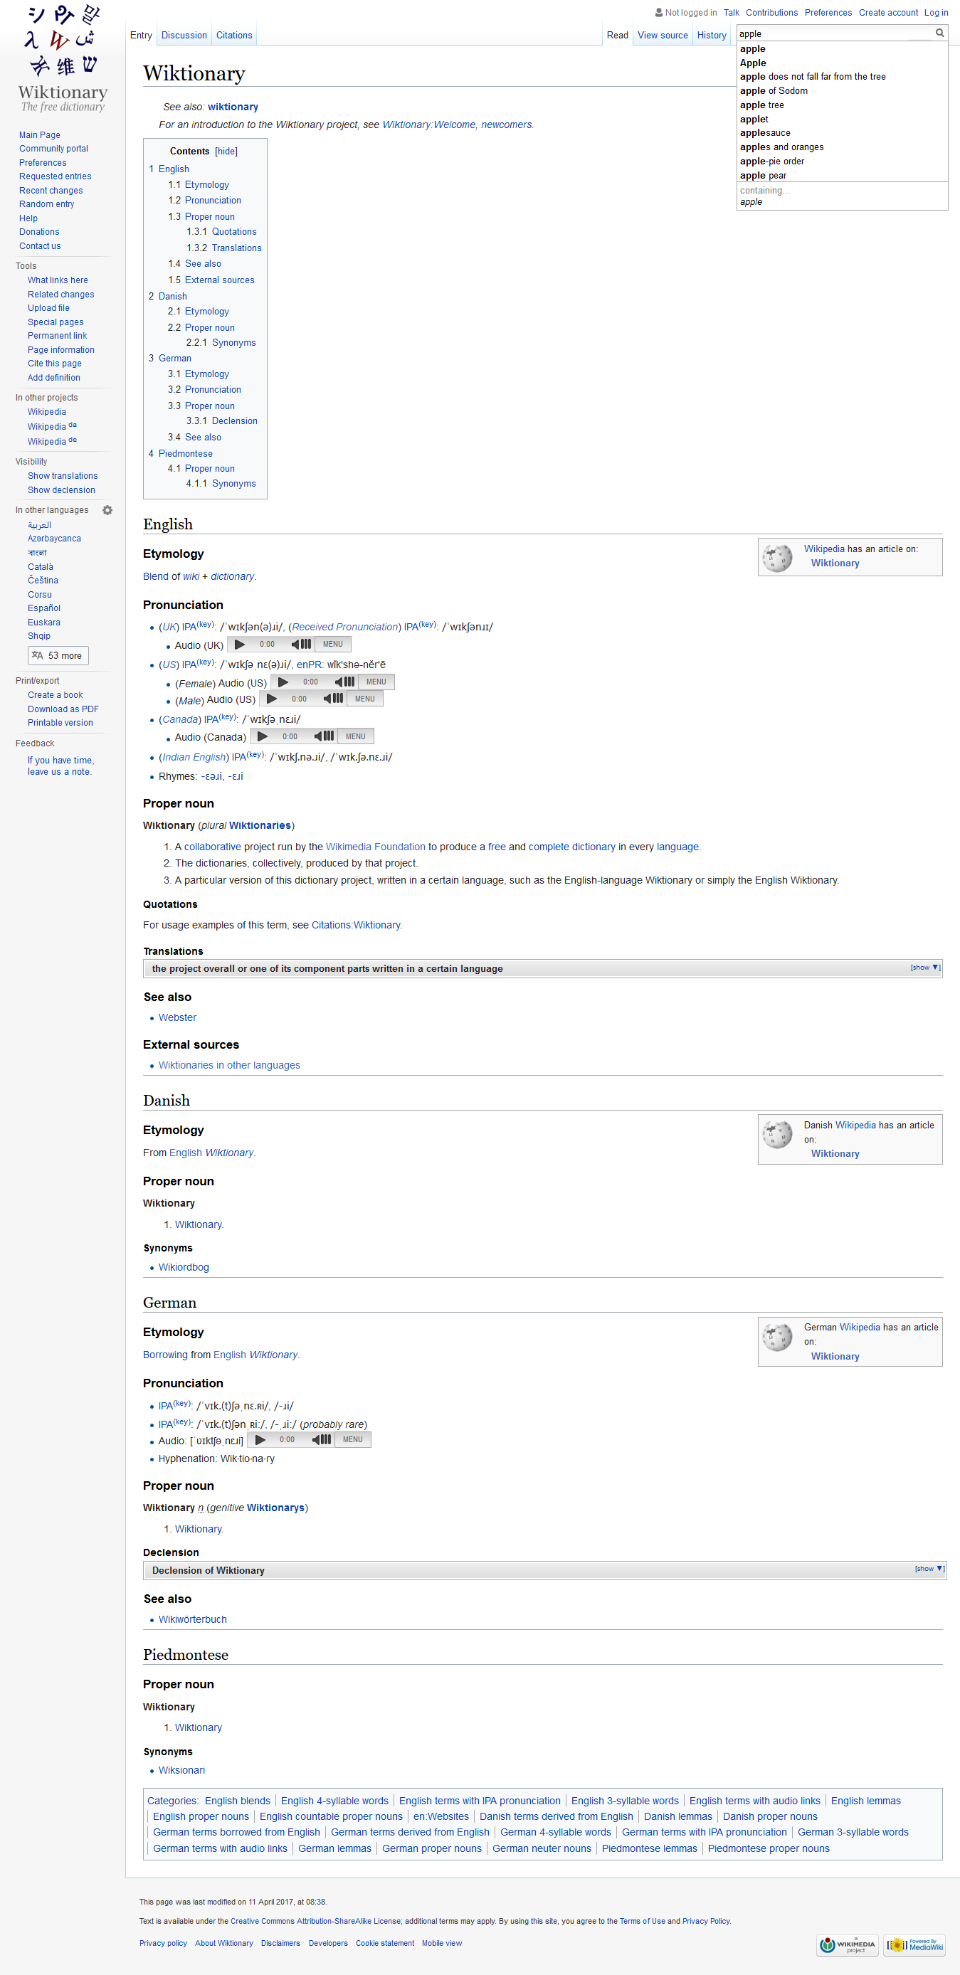 Not logged in Talk Contributions Preferences Create account Log in
Entry Discussion Citations
Read View source History
apple
apple
Apple
apple does not fall far from the tree
apple of Sodom
apple tree
applet
applesauce
apples and oranges
apple-pie order
apple pear
containing...
apple
Wiktionary
The free dictionary
Main Page
Community portal
Preferences
Requested entries
Recent changes
Random entry
Help
Donations
Contact us
Tools
What links here
Related changes
Upload file
Special pages
Permanent link
Page information
Cite this page
Add definition
In other projects
Wikipedia
Wikipedia da
Wikipedia de
Visibility
Show translations
Show declension
In other languages
العربية
Azərbaycanca
বাংলা
Català
Čeština
Corsu
Español
Euskara
Shqip
53 more
Print/export
Create a book
Download as PDF
Printable version
Feedback
If you have time,
leave us a note.
Wiktionary
See also: wiktionary
For an introduction to the Wiktionary project, see Wiktionary:Welcome, newcomers.
Contents [hide]
1 English
1.1 Etymology
1.2 Pronunciation
1.3 Proper noun
1.3.1 Quotations
1.3.2 Translations
1.4 See also
1.5 External sources
2 Danish
2.1 Etymology
2.2 Proper noun
2.2.1 Synonyms
3 German
3.1 Etymology
3.2 Pronunciation
3.3 Proper noun
3.3.1 Declension
3.4 See also
4 Piedmontese
4.1 Proper noun
4.1.1 Synonyms
English
Etymology
Wikipedia has an article on:
Wiktionary
Blend of wiki + dictionary.
Pronunciation
(UK) IPA(key): /ˈwɪkʃən(ə)ɹi/, (Received Pronunciation) IPA(key): /ˈwɪkʃənɹɪ/
Audio (UK) 0:00 MENU
(US) IPA(key): /ˈwɪkʃəˌnɛ(ə)ɹi/, enPR: wĭk'shə-nĕr'ē
(Female) Audio (US) 0:00 MENU
(Male) Audio (US) 0:00 MENU
(Canada) IPA(key): /ˈwɪkʃəˌnɛɹi/
Audio (Canada) 0:00 MENU
(Indian English) IPA(key): /ˈwɪkʃ.nə.ɹi/, /ˈwɪk.ʃə.nɛ.ɹi/
Rhymes: -ɛəɹi, -ɛɹi
Proper noun
Wiktionary (plural Wiktionaries)
1. A collaborative project run by the Wikimedia Foundation to produce a free and complete dictionary in every language.
2. The dictionaries, collectively, produced by that project.
3. A particular version of this dictionary project, written in a certain language, such as the English-language Wiktionary or simply the English Wiktionary.
Quotations
For usage examples of this term, see Citations:Wiktionary.
Translations
the project overall or one of its component parts written in a certain language [show ▼]
See also
Webster
External sources
Wiktionaries in other languages
Danish
Etymology
Danish Wikipedia has an article
on:
Wiktionary
From English Wiktionary.
Proper noun
Wiktionary
1. Wiktionary.
Synonyms
Wikiordbog
German
Etymology
German Wikipedia has an article
on:
Wiktionary
Borrowing from English Wiktionary.
Pronunciation
IPA(key): /ˈvɪk.(t)ʃəˌnɛ.ʀi/, /-ɹi/
IPA(key): /ˈvɪk.(t)ʃənˌʀiː/, /-ˌɹiː/ (probably rare)
Audio: [ˈʋɪktʃəˌnɛɹi] 0:00 MENU
Hyphenation: Wik·tio·na·ry
Proper noun
Wiktionary n (genitive Wiktionarys)
1. Wiktionary.
Declension
Declension of Wiktionary [show ▼]
See also
Wikiwörterbuch
Piedmontese
Proper noun
Wiktionary
1. Wiktionary
Synonyms
Wiksionari
Categories: English blends English 4-syllable words English terms with IPA pronunciation English 3-syllable words English terms with audio links English lemmas
English proper nouns English countable proper nouns en:Websites Danish terms derived from English Danish lemmas Danish proper nouns
German terms borrowed from English German terms derived from English German 4-syllable words German terms with IPA pronunciation German 3-syllable words
German terms with audio links German lemmas German proper nouns German neuter nouns Piedmontese lemmas Piedmontese proper nouns
This page was last modified on 11 April 2017, at 08:38.
Text is available under the Creative Commons Attribution-ShareAlike License; additional terms may apply. By using this site, you agree to the Terms of Use and Privacy Policy.
Privacy policy About Wiktionary Disclaimers Developers Cookie statement Mobile view
A WIKIMEDIA project
Powered By MediaWiki